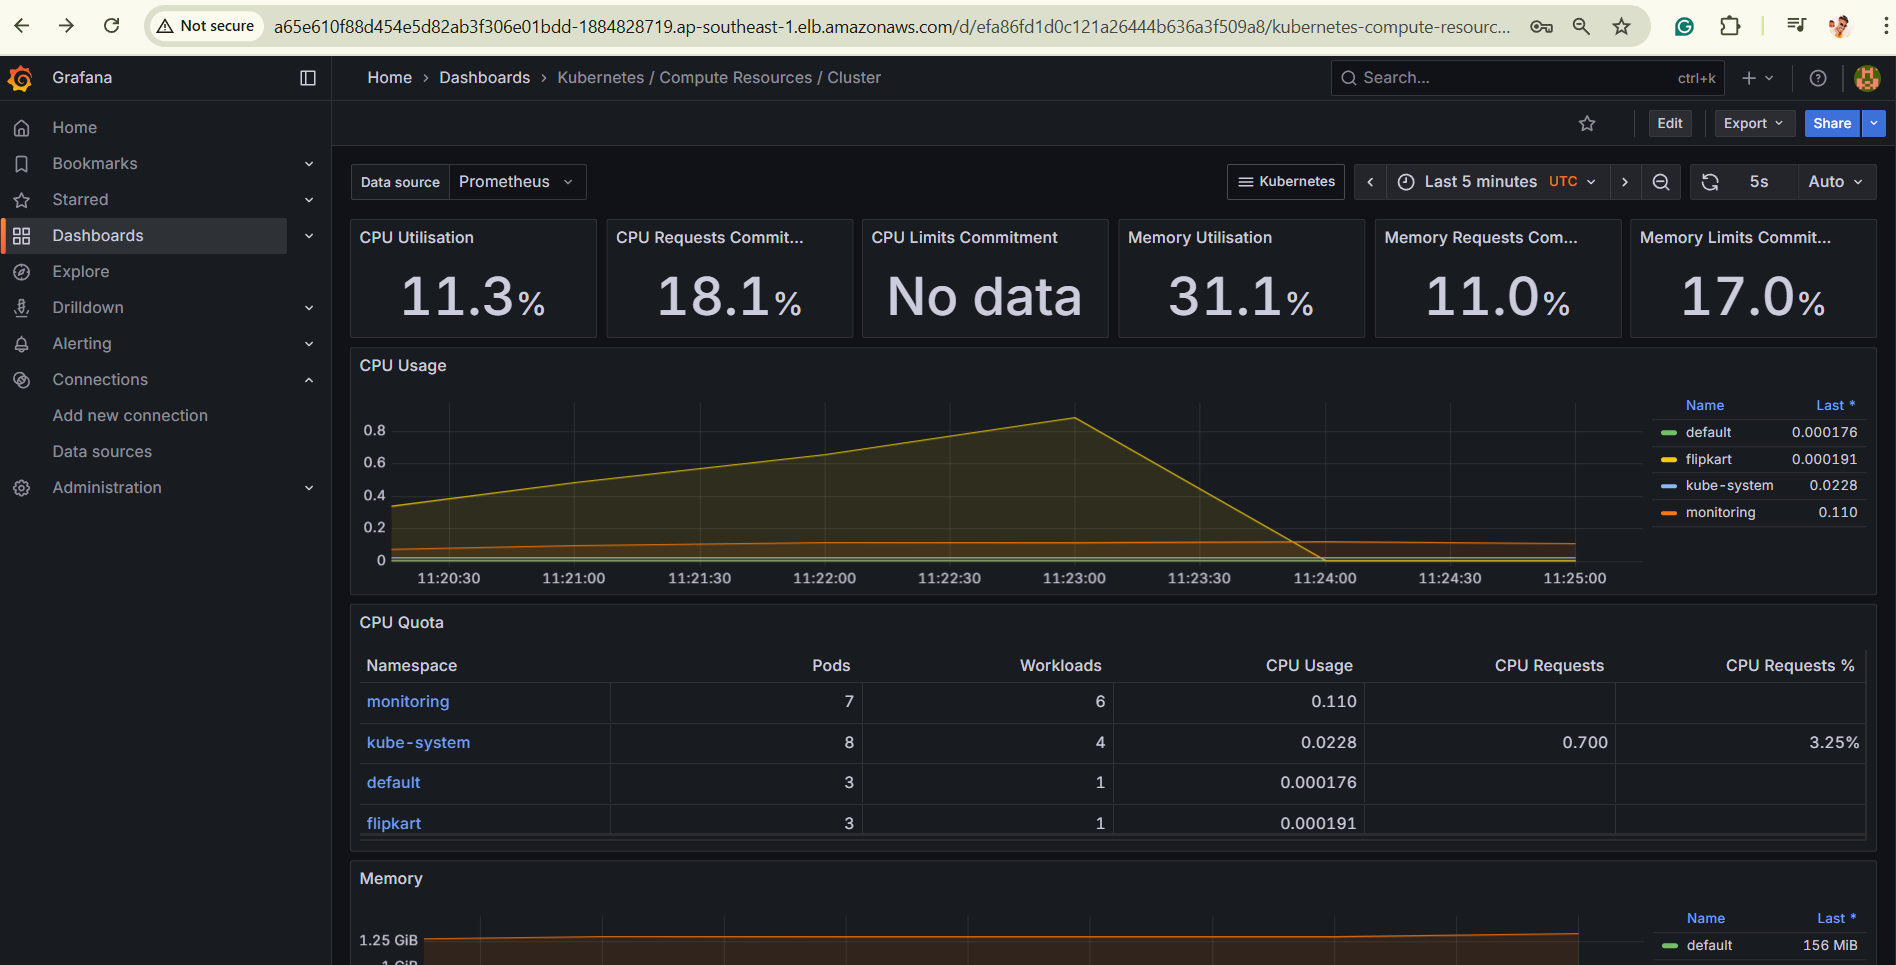 Not secure
a65e610f88d454e5d82ab3f306e01bdd-1884828719.ap-southeast-1.elb.amazonaws.com/d/efa86fd1d0c121a26444b636a3f509a8/kubernetes-compute-resourc...
Grafana
Home › Dashboards › Kubernetes / Compute Resources / Cluster
Search...
ctrl+k
Edit
Export
Share
Home
Bookmarks
Starred
Dashboards
Explore
Drilldown
Alerting
Connections
Add new connection
Data sources
Administration
Data source
Prometheus
Kubernetes
Last 5 minutes UTC
5s
Auto
CPU Utilisation
11.3%
CPU Requests Commit...
18.1%
CPU Limits Commitment
No data
Memory Utilisation
31.1%
Memory Requests Com...
11.0%
Memory Limits Commit...
17.0%
CPU Usage
0.8
0.6
0.4
0.2
0
11:20:30 11:21:00 11:21:30 11:22:00 11:22:30 11:23:00 11:23:30 11:24:00 11:24:30 11:25:00
Name Last *
default 0.000176
flipkart 0.000191
kube-system 0.0228
monitoring 0.110
CPU Quota
Namespace Pods Workloads CPU Usage CPU Requests CPU Requests %
monitoring 7 6 0.110
kube-system 8 4 0.0228 0.700 3.25%
default 3 1 0.000176
flipkart 3 1 0.000191
Memory
1.25 GiB
1 GiB
Name Last *
default 156 MiB